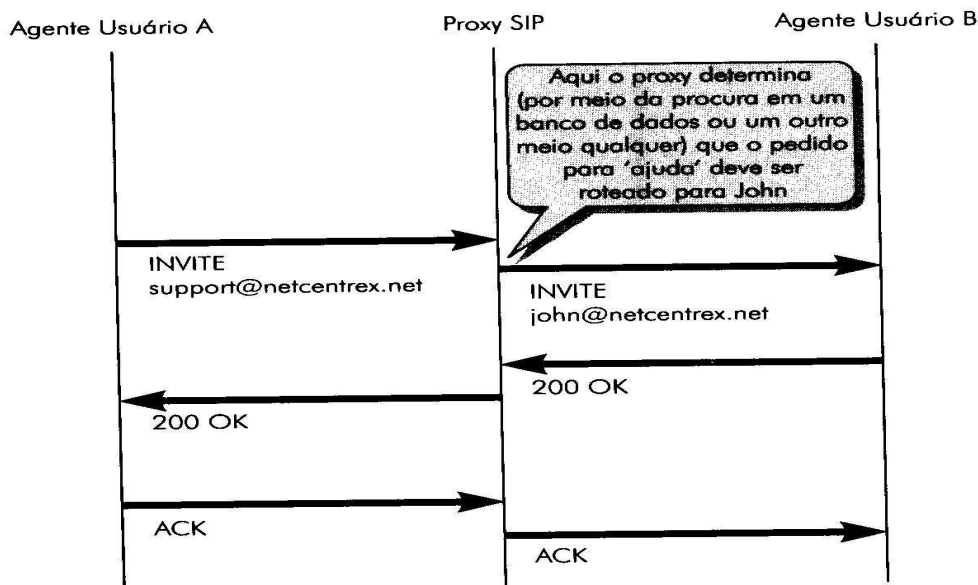 Agente Usuário A
Proxy SIP
Agente Usuário B
Aqui o proxy determina
(por meio da procura em um
banco de dados ou um outro
meio qualquer) que o pedido
para 'ajuda' deve ser
roteado para John
INVITE
support@netcentrex.net
INVITE
john@netcentrex.net
200 OK
200 OK
ACK
ACK